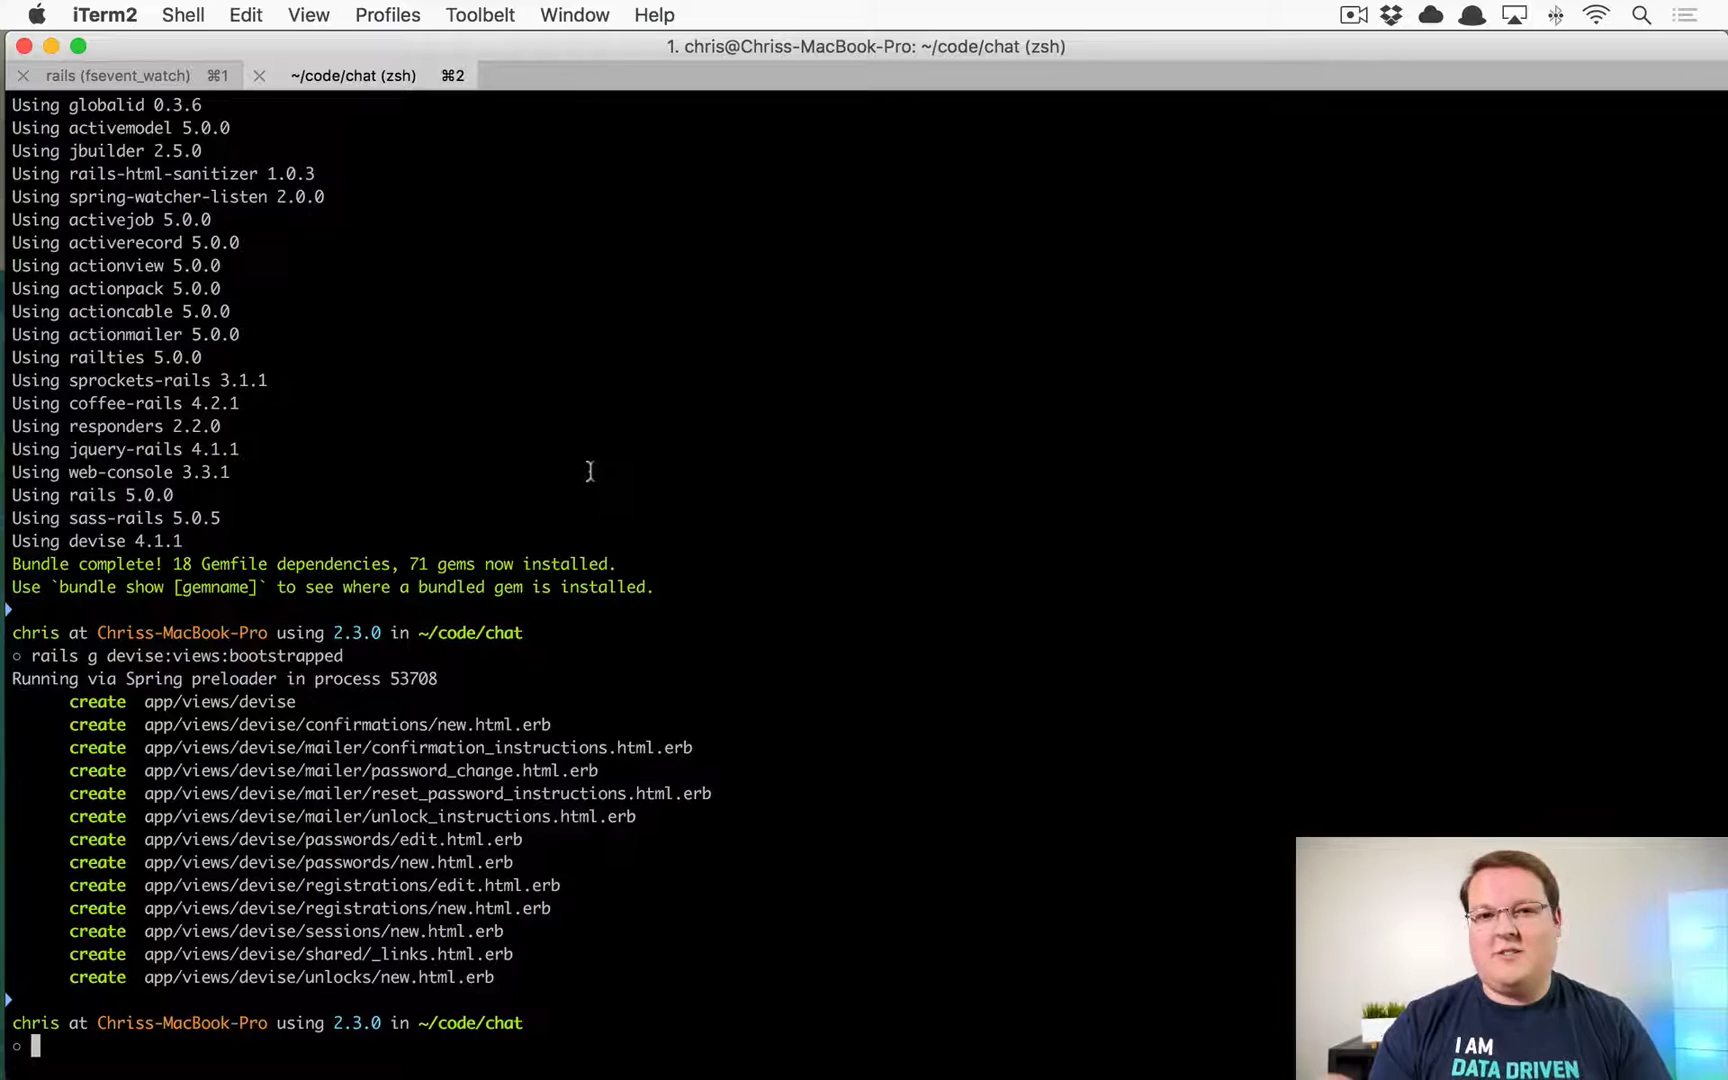 iTerm2 Shell Edit View Profiles Toolbelt Window Help
1. chris@Chriss-MacBook-Pro: ~/code/chat (zsh)
rails (fsevent_watch) ⌘1 ~/code/chat (zsh) ⌘2
Using globalid 0.3.6
Using activemodel 5.0.0
Using jbuilder 2.5.0
Using rails-html-sanitizer 1.0.3
Using spring-watcher-listen 2.0.0
Using activejob 5.0.0
Using activerecord 5.0.0
Using actionview 5.0.0
Using actionpack 5.0.0
Using actioncable 5.0.0
Using actionmailer 5.0.0
Using railties 5.0.0
Using sprockets-rails 3.1.1
Using coffee-rails 4.2.1
Using responders 2.2.0
Using jquery-rails 4.1.1
Using web-console 3.3.1
Using rails 5.0.0
Using sass-rails 5.0.5
Using devise 4.1.1
Bundle complete! 18 Gemfile dependencies, 71 gems now installed.
Use `bundle show [gemname]` to see where a bundled gem is installed.
chris at Chriss-MacBook-Pro using 2.3.0 in ~/code/chat
○ rails g devise:views:bootstrapped
Running via Spring preloader in process 53708
create app/views/devise
create app/views/devise/confirmations/new.html.erb
create app/views/devise/mailer/confirmation_instructions.html.erb
create app/views/devise/mailer/password_change.html.erb
create app/views/devise/mailer/reset_password_instructions.html.erb
create app/views/devise/mailer/unlock_instructions.html.erb
create app/views/devise/passwords/edit.html.erb
create app/views/devise/passwords/new.html.erb
create app/views/devise/registrations/edit.html.erb
create app/views/devise/registrations/new.html.erb
create app/views/devise/sessions/new.html.erb
create app/views/devise/shared/_links.html.erb
create app/views/devise/unlocks/new.html.erb
chris at Chriss-MacBook-Pro using 2.3.0 in ~/code/chat
○
I AM
DATA DRIVEN